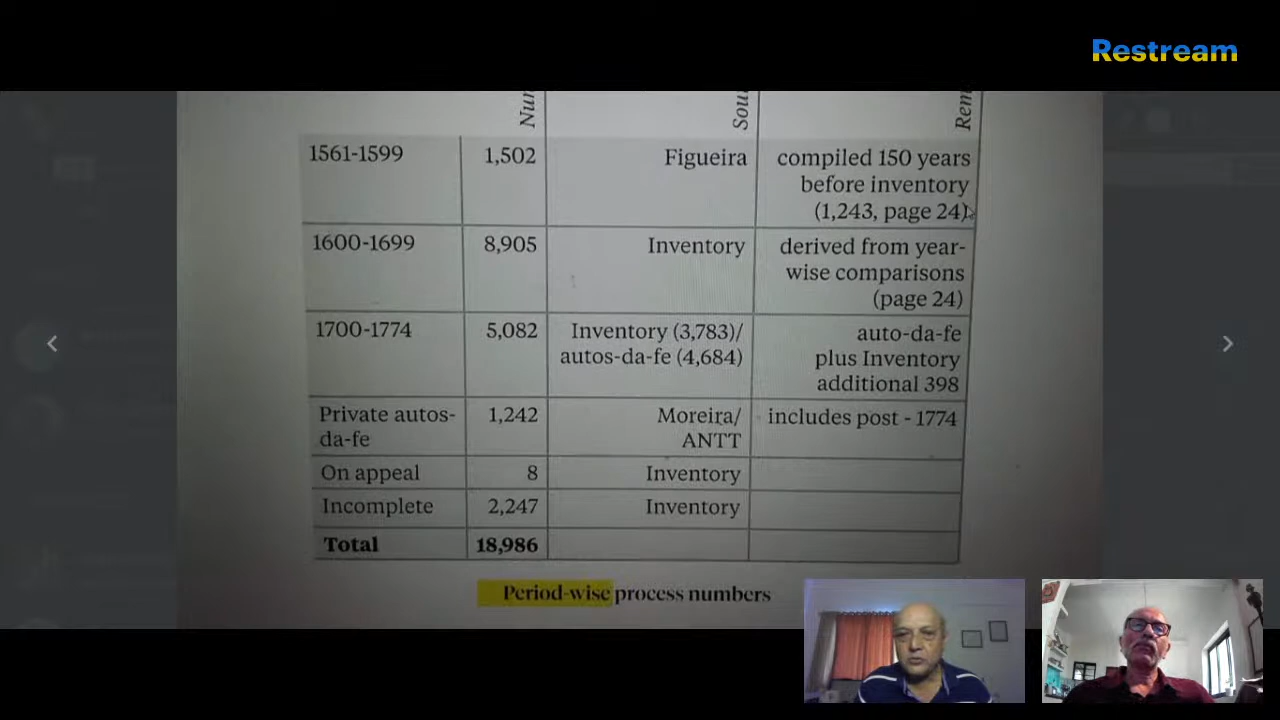 Restream
1561-1599 1,502 Figueira compiled 150 years
before inventory
(1,243, page 24)
1600-1699 8,905 Inventory derived from year-
wise comparisons
(page 24)
1700-1774 5,082 Inventory (3,783)/ auto-da-fe
autos-da-fe (4,684) plus Inventory
additional 398
Private autos- 1,242 Moreira/ includes post - 1774
da-fe ANTT
On appeal 8 Inventory
Incomplete 2,247 Inventory
Total 18,986
Period-wise process numbers